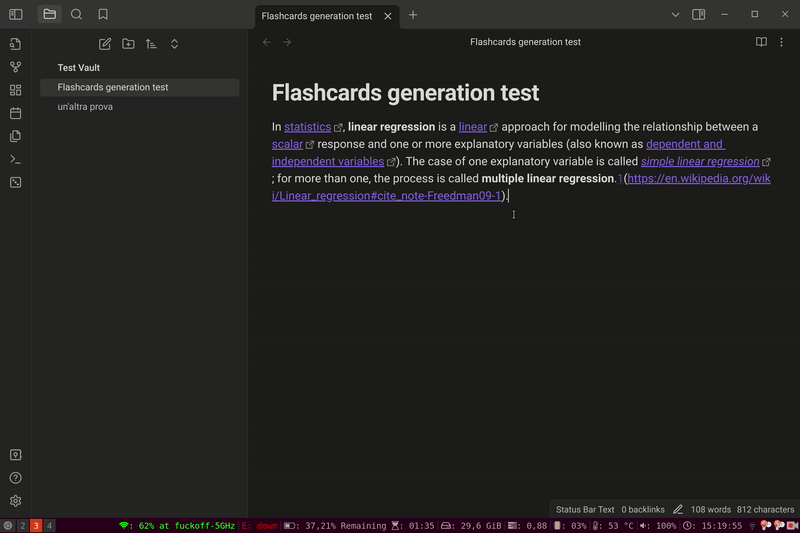 Flashcards generation test
Flashcards generation test
Test Vault
Flashcards generation test
un'altra prova
Flashcards generation test
In statistics, linear regression is a linear approach for modelling the relationship between a
scalar response and one or more explanatory variables (also known as dependent and
independent variables). The case of one explanatory variable is called simple linear regression
; for more than one, the process is called multiple linear regression.](https://en.wikipedia.org/wik
i/Linear_regression#cite_note-Freedman09-1).
Status Bar Text 0 backlinks 108 words 812 characters
2 3 4 : 62% at fuckoff-5GHz E: down : 37,21% Remaining : 01:35 : 29,6 GiB : 0,88 : 03% : 53 °C : 100% : 15:19:55